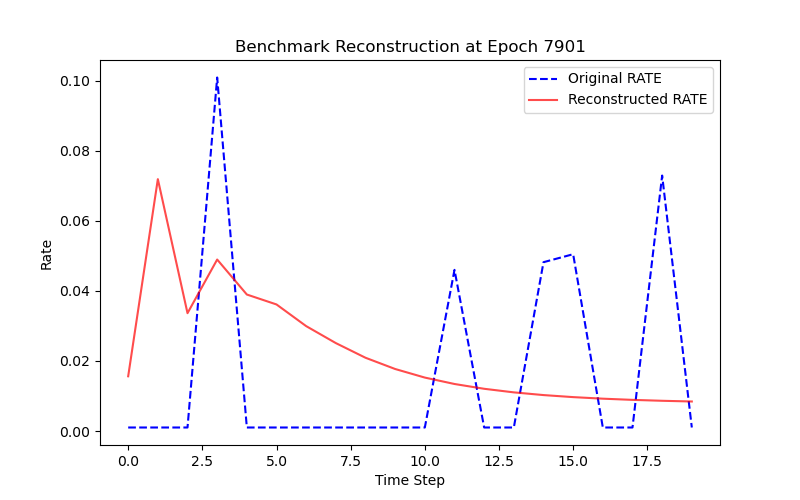 Benchmark Reconstruction at Epoch 7901
Original RATE
Reconstructed RATE
0.10
0.08
0.06
0.04
0.02
0.00
Rate
0.0 2.5 5.0 7.5 10.0 12.5 15.0 17.5
Time Step